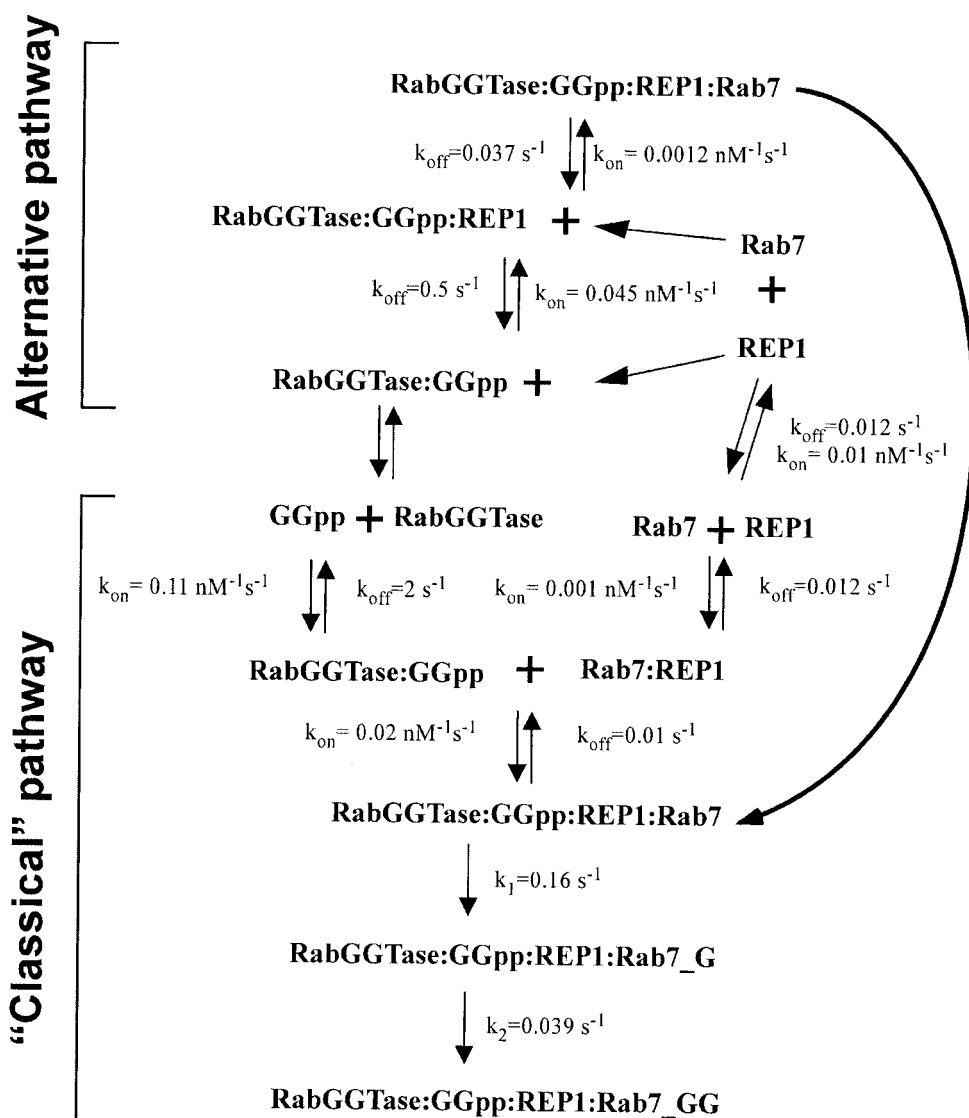 Alternative pathway
RabGGTase:GGpp:REP1:Rab7
k_off=0.037 s⁻¹
k_on= 0.0012 nM⁻¹s⁻¹
RabGGTase:GGpp:REP1 +
Rab7
+
REP1
k_off=0.5 s⁻¹
k_on= 0.045 nM⁻¹s⁻¹
RabGGTase:GGpp +
k_off=0.012 s⁻¹
k_on= 0.01 nM⁻¹s⁻¹
"Classical" pathway
GGpp + RabGGTase
Rab7 + REP1
k_on= 0.11 nM⁻¹s⁻¹
k_off=2 s⁻¹
k_on= 0.001 nM⁻¹s⁻¹
k_off=0.012 s⁻¹
RabGGTase:GGpp + Rab7:REP1
k_on= 0.02 nM⁻¹s⁻¹
k_off=0.01 s⁻¹
RabGGTase:GGpp:REP1:Rab7
k₁=0.16 s⁻¹
RabGGTase:GGpp:REP1:Rab7_G
k₂=0.039 s⁻¹
RabGGTase:GGpp:REP1:Rab7_GG